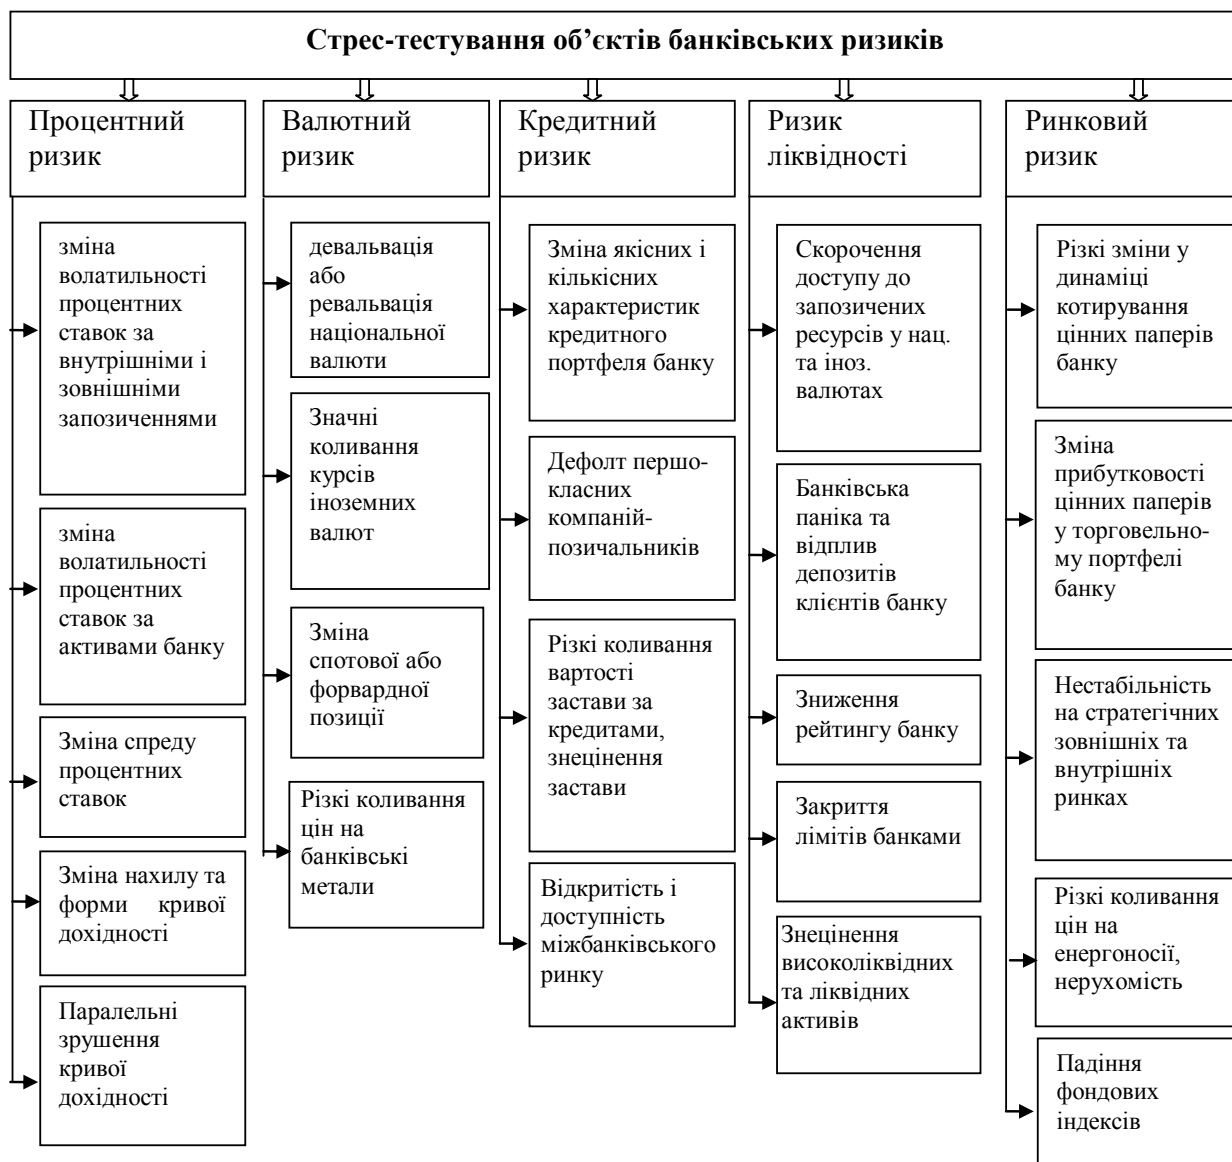 Стрес-тестування об’єктів банківських ризиків
Процентний
ризик
зміна
волатильності
процентних
ставок за
внутрішніми і
зовнішніми
запозиченнями
зміна
волатильності
процентних
ставок за
активами банку
Зміна спреду
процентних
ставок
Зміна нахилу та
форми кривої
дохідності
Паралельні
зрушення
кривої
дохідності
Валютний
ризик
девальвація
або
ревальвація
національної
валюти
Значні
коливання
курсів
іноземних
валют
Зміна
спотової або
форвардної
позиції
Різкі коливання
цін на
банківські
метали
Кредитний
ризик
Зміна якісних і
кількісних
характеристик
кредитного
портфеля банку
Дефолт першо-
класних
компаній-
позичальників
Різкі коливання
вартості
застави за
кредитами,
знецінення
застави
Відкритість і
доступність
міжбанківського
ринку
Ризик
ліквідності
Скорочення
доступу до
запозичених
ресурсів у нац.
та іноз.
валютах
Банківська
паніка та
відплив
депозитів
клієнтів банку
Зниження
рейтингу банку
Закриття
лімітів банками
Знецінення
високоліквідних
та ліквідних
активів
Ринковий
ризик
Різкі зміни у
динаміці
котирування
цінних паперів
банку
Зміна
прибутковості
цінних паперів
у торговельно-
му портфелі
банку
Нестабільність
на стратегічних
зовнішніх та
внутрішніх
ринках
Різкі коливання
цін на
енергоносії,
нерухомість
Падіння
фондових
індексів